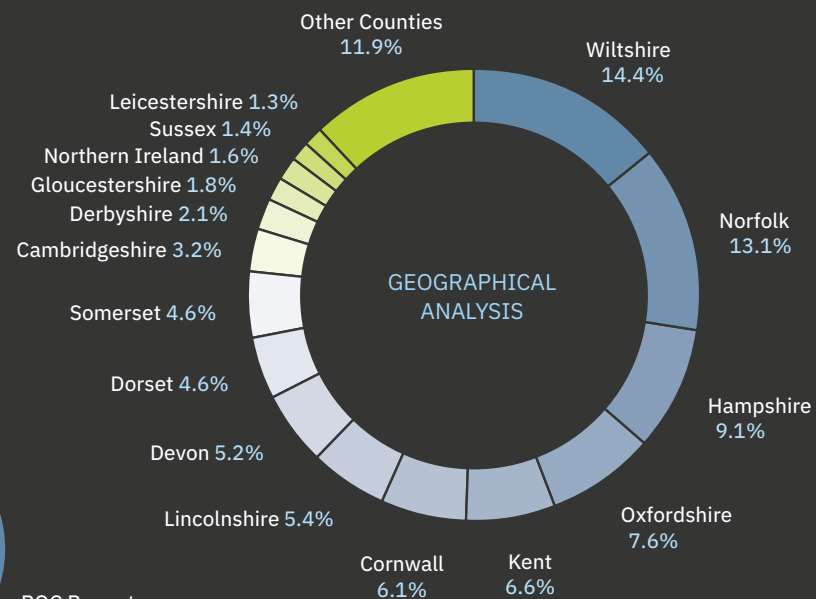 Other Counties
11.9%
Wiltshire
14.4%
Norfolk
13.1%
Hampshire
9.1%
Oxfordshire
7.6%
Kent
6.6%
Cornwall
6.1%
Lincolnshire 5.4%
Devon 5.2%
Dorset 4.6%
Somerset 4.6%
Cambridgeshire 3.2%
Derbyshire 2.1%
Gloucestershire 1.8%
Northern Ireland 1.6%
Sussex 1.4%
Leicestershire 1.3%
GEOGRAPHICAL
ANALYSIS